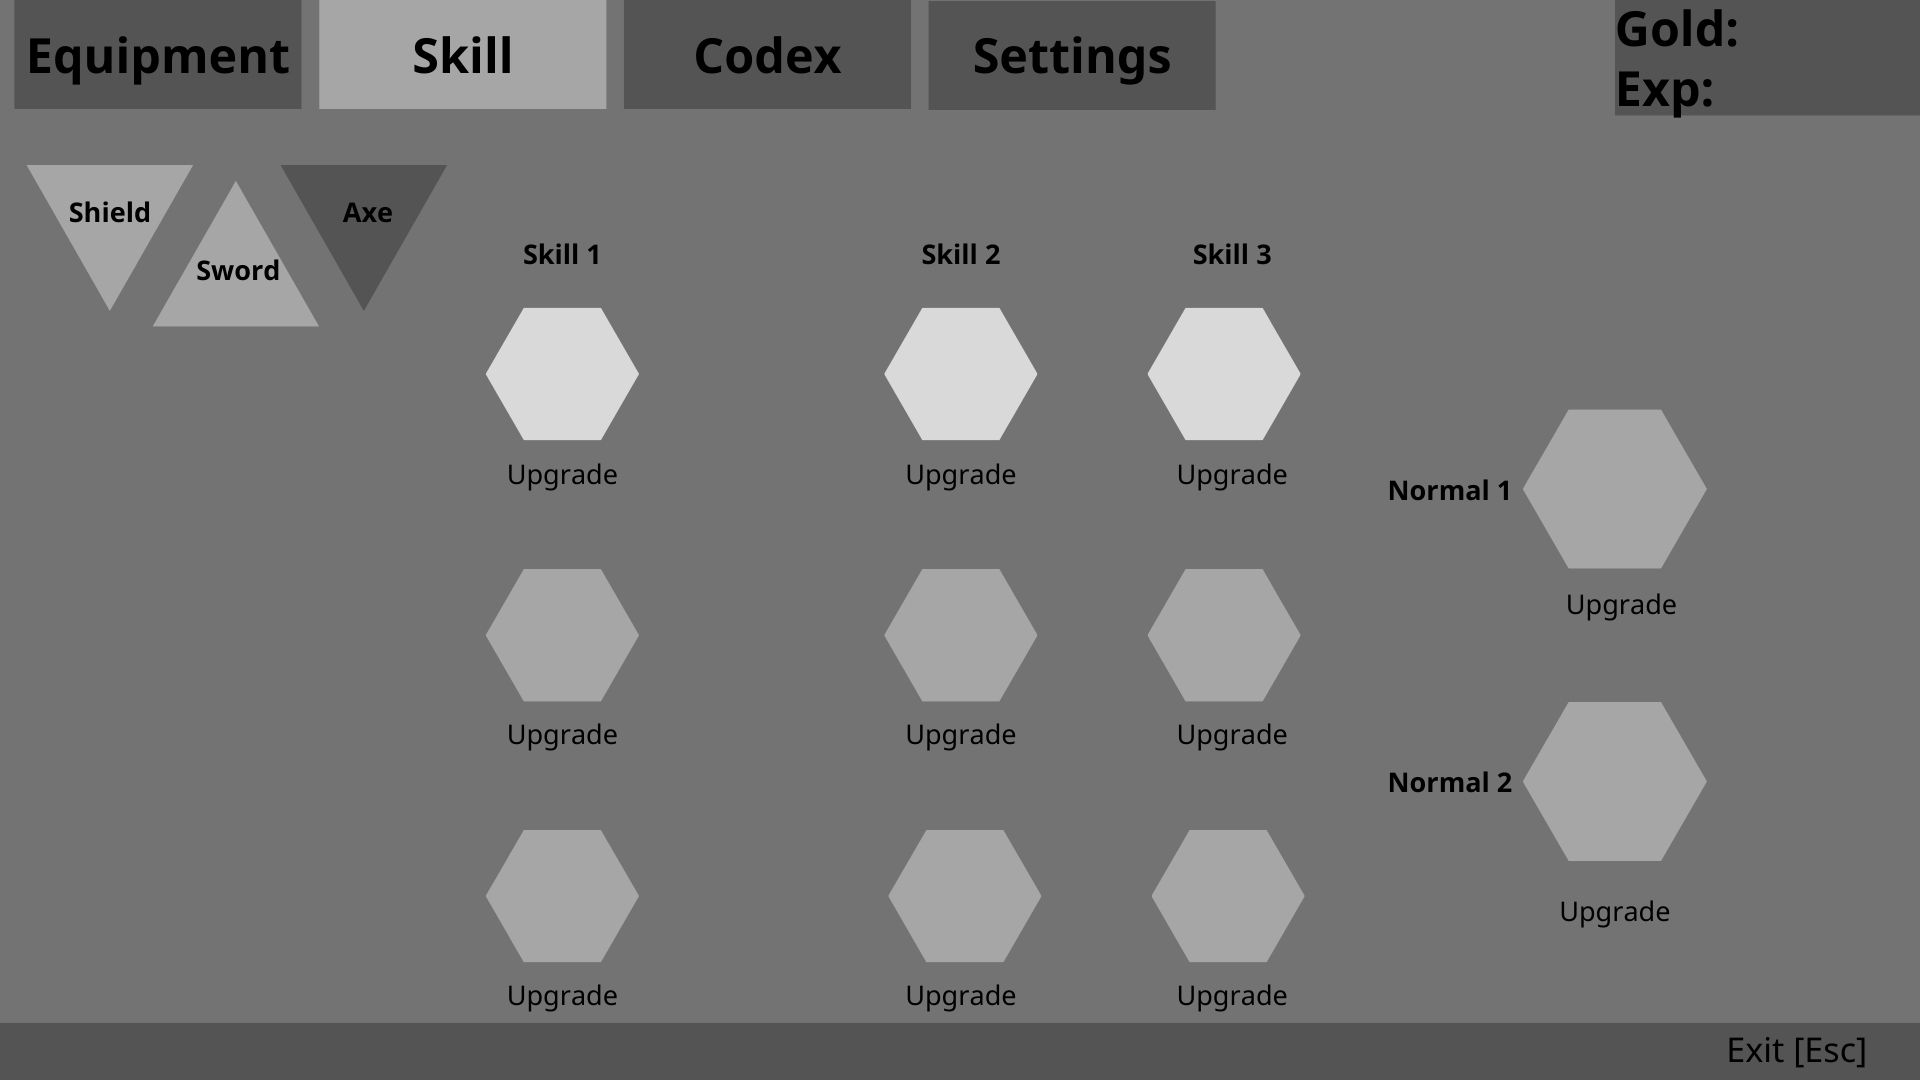 Equipment
Skill
Codex
Settings
Gold:
Exp:
Shield
Sword
Axe
Skill 1
Skill 2
Skill 3
Upgrade
Upgrade
Upgrade
Normal 1
Upgrade
Upgrade
Upgrade
Upgrade
Normal 2
Upgrade
Upgrade
Upgrade
Upgrade
Exit [Esc]